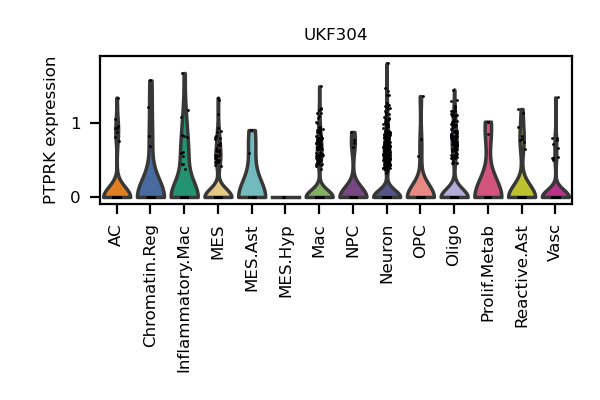 UKF304
PTPRK expression
1
0
AC
Chromatin.Reg
Inflammatory.Mac
MES
MES.Ast
MES.Hyp
Mac
NPC
Neuron
OPC
Oligo
Prolif.Metab
Reactive.Ast
Vasc